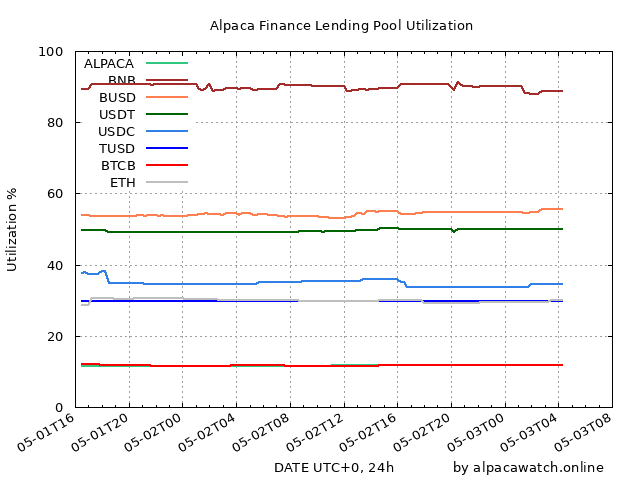 Alpaca Finance Lending Pool Utilization
100
80
60
40
20
0
Utilization %
ALPACA
BNB
BUSD
USDT
USDC
TUSD
BTCB
ETH
05-01T16
05-01T20
05-02T00
05-02T04
05-02T08
05-02T12
05-02T16
05-02T20
05-03T00
05-03T04
05-03T08
DATE UTC+0, 24h
by alpacawatch.online